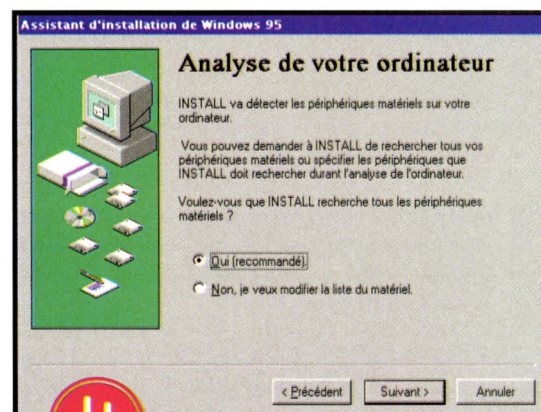 Assistant d'installation de Windows 95
Analyse de votre ordinateur
INSTALL va détecter les périphériques matériels sur votre
ordinateur.
Vous pouvez demander à INSTALL de rechercher tous vos
périphériques matériels ou spécifier les périphériques que
INSTALL doit rechercher durant l'analyse de l'ordinateur.
Voulez-vous que INSTALL recherche tous les périphériques
matériels ?
Oui (recommandé).
Non, je veux modifier la liste du matériel.
< Précédent Suivant > Annuler